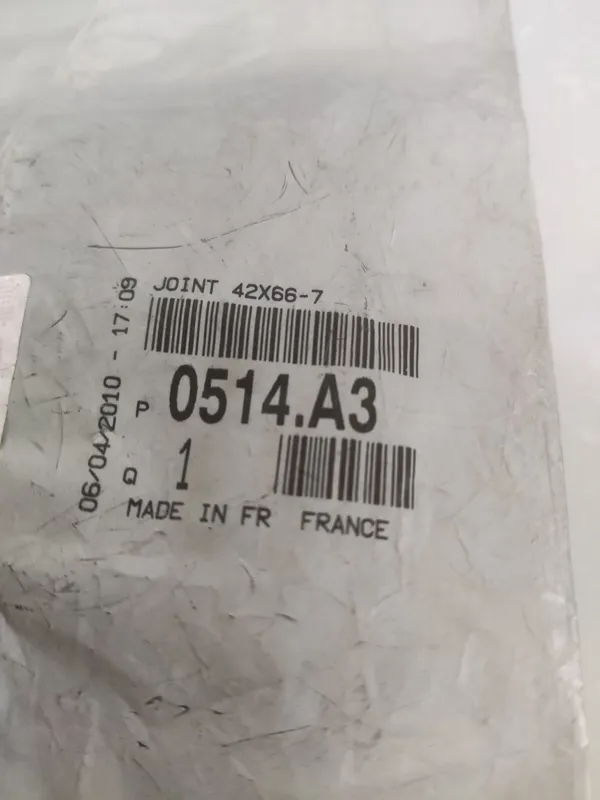 JOINT 42X66-7
P 0514.A3
Q 1
MADE IN FR FRANCE
06/04/2010 - 17:09